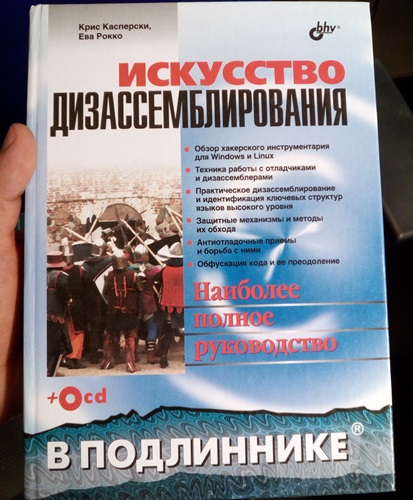 Крис Касперски,
Ева Рокко
bhv®
ИСКУССТВО
ДИЗАССЕМБЛИРОВАНИЯ
Обзор хакерского инструментария
для Windows и Linux
Техника работы с отладчиками
и дизассемблерами
Практическое дизассемблирование
и идентификация ключевых структур
языков высокого уровня
Защитные механизмы и методы
их обхода
Антиотладочные приемы
и борьба с ними
Обфускация кода и ее преодоление
Наиболее
полное
руководство
+ cd
В ПОДЛИННИКЕ®